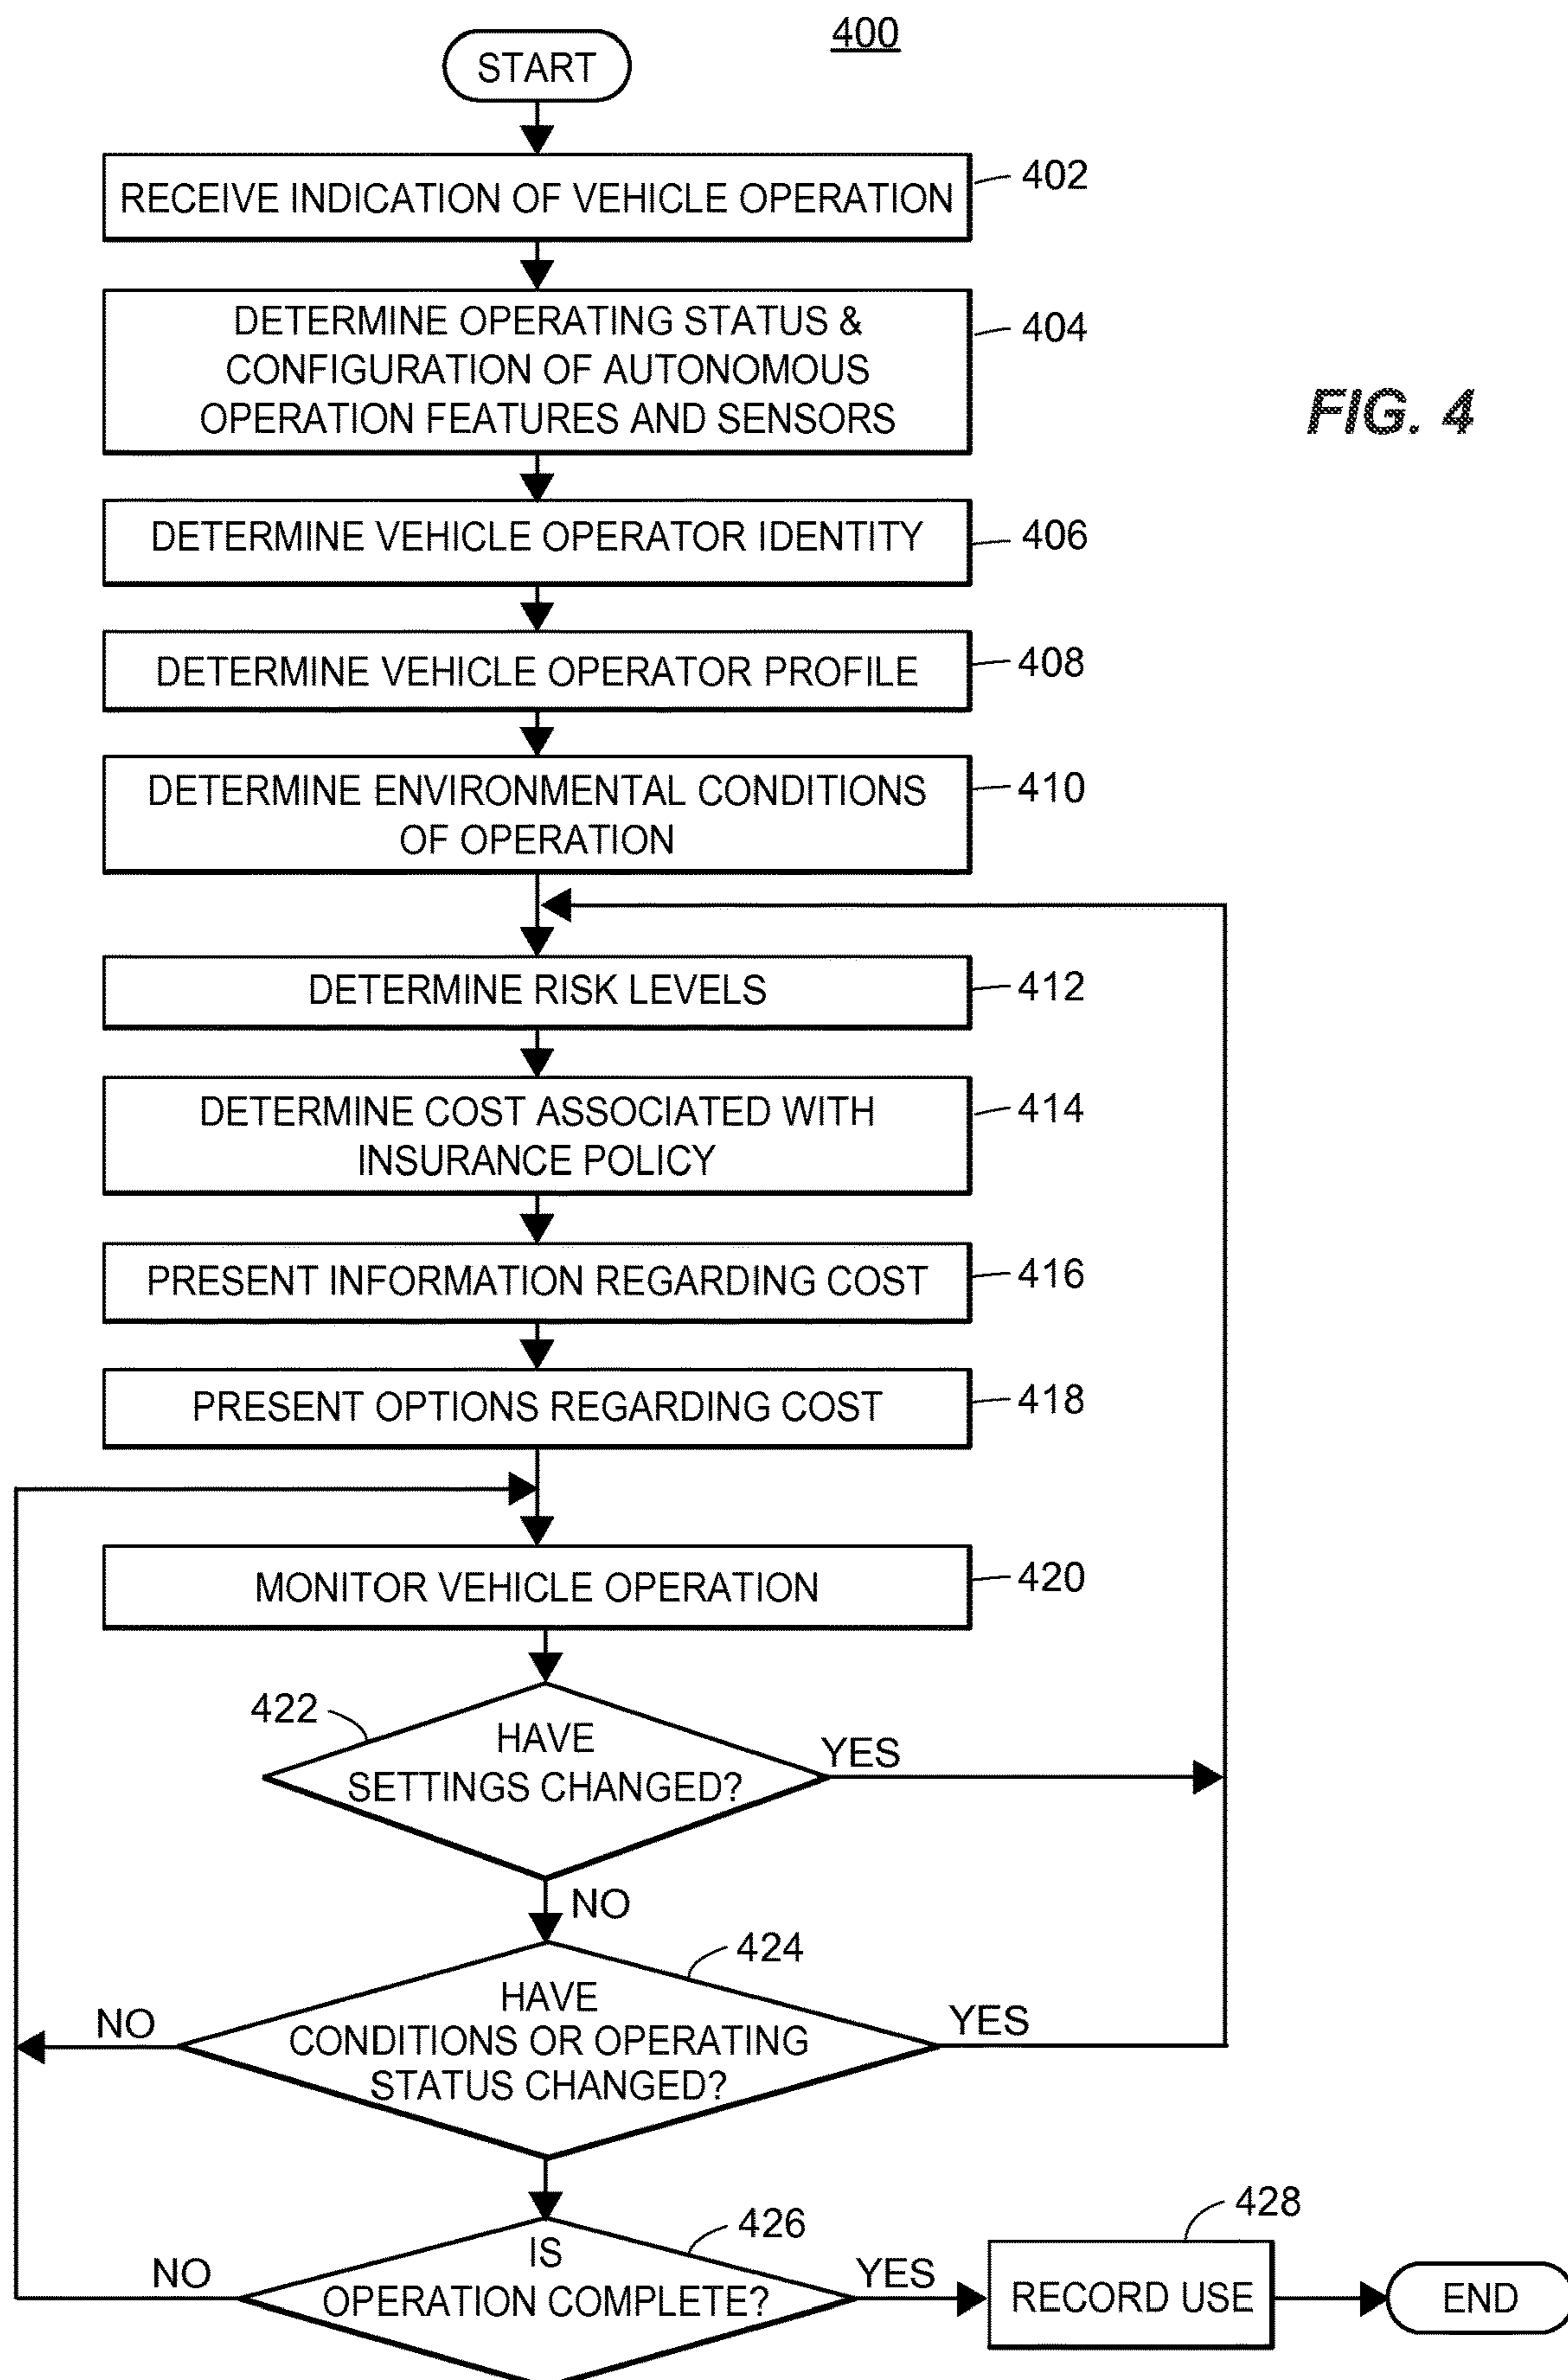 400
START
RECEIVE INDICATION OF VEHICLE OPERATION
402
DETERMINE OPERATING STATUS &
CONFIGURATION OF AUTONOMOUS
OPERATION FEATURES AND SENSORS
404
FIG. 4
DETERMINE VEHICLE OPERATOR IDENTITY
406
DETERMINE VEHICLE OPERATOR PROFILE
408
DETERMINE ENVIRONMENTAL CONDITIONS
OF OPERATION
410
DETERMINE RISK LEVELS
412
DETERMINE COST ASSOCIATED WITH
INSURANCE POLICY
414
PRESENT INFORMATION REGARDING COST
416
PRESENT OPTIONS REGARDING COST
418
MONITOR VEHICLE OPERATION
420
422
HAVE
SETTINGS CHANGED?
YES
NO
424
HAVE
CONDITIONS OR OPERATING
STATUS CHANGED?
NO
YES
426
IS
OPERATION COMPLETE?
NO
YES
428
RECORD USE
END